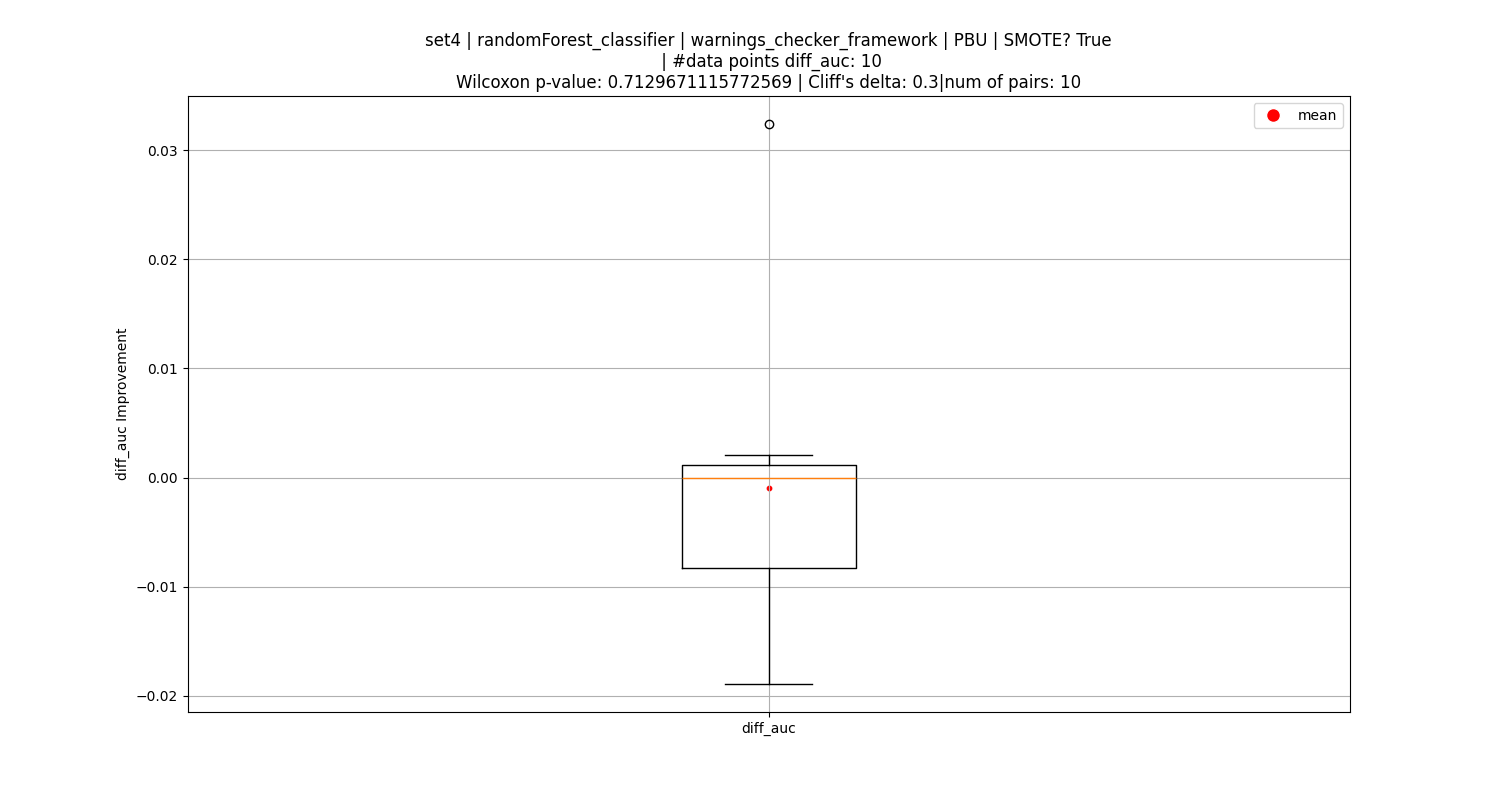 set4 | randomForest_classifier | warnings_checker_framework | PBU | SMOTE? True
| #data points diff_auc: 10
Wilcoxon p-value: 0.7129671115772569 | Cliff's delta: 0.3|num of pairs: 10
mean
0.03
0.02
0.01
0.00
−0.01
−0.02
diff_auc Improvement
diff_auc